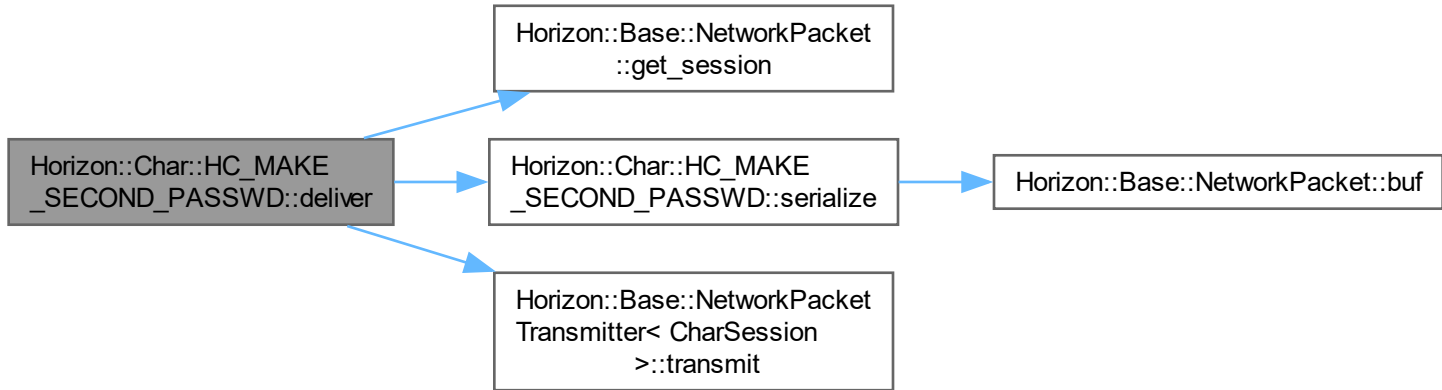 Horizon::Base::NetworkPacket
::get_session
Horizon::Char::HC_MAKE
_SECOND_PASSWD::deliver
Horizon::Char::HC_MAKE
_SECOND_PASSWD::serialize
Horizon::Base::NetworkPacket::buf
Horizon::Base::NetworkPacket
Transmitter< CharSession
>::transmit